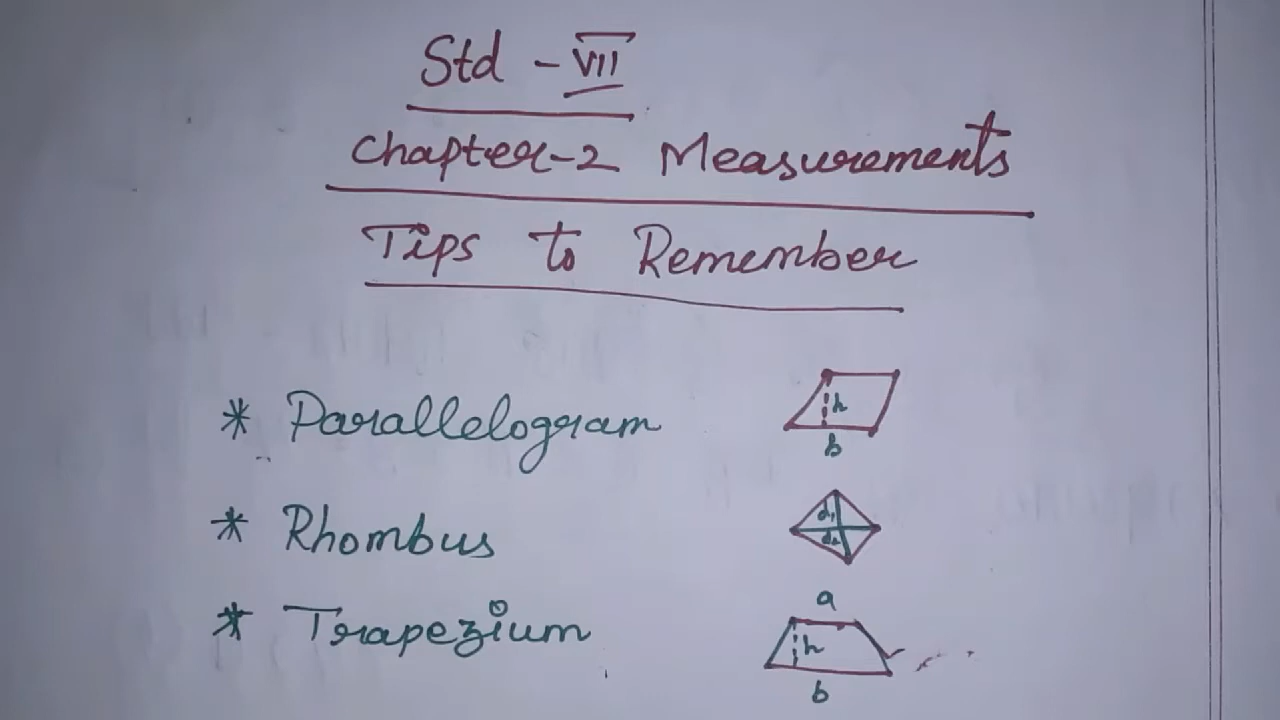 Std - VII
Chapter-2 Measurements
Tips to Remember
* Parallelogram
h
b
* Rhombus
d1
d2
* Trapezium
a
h
b